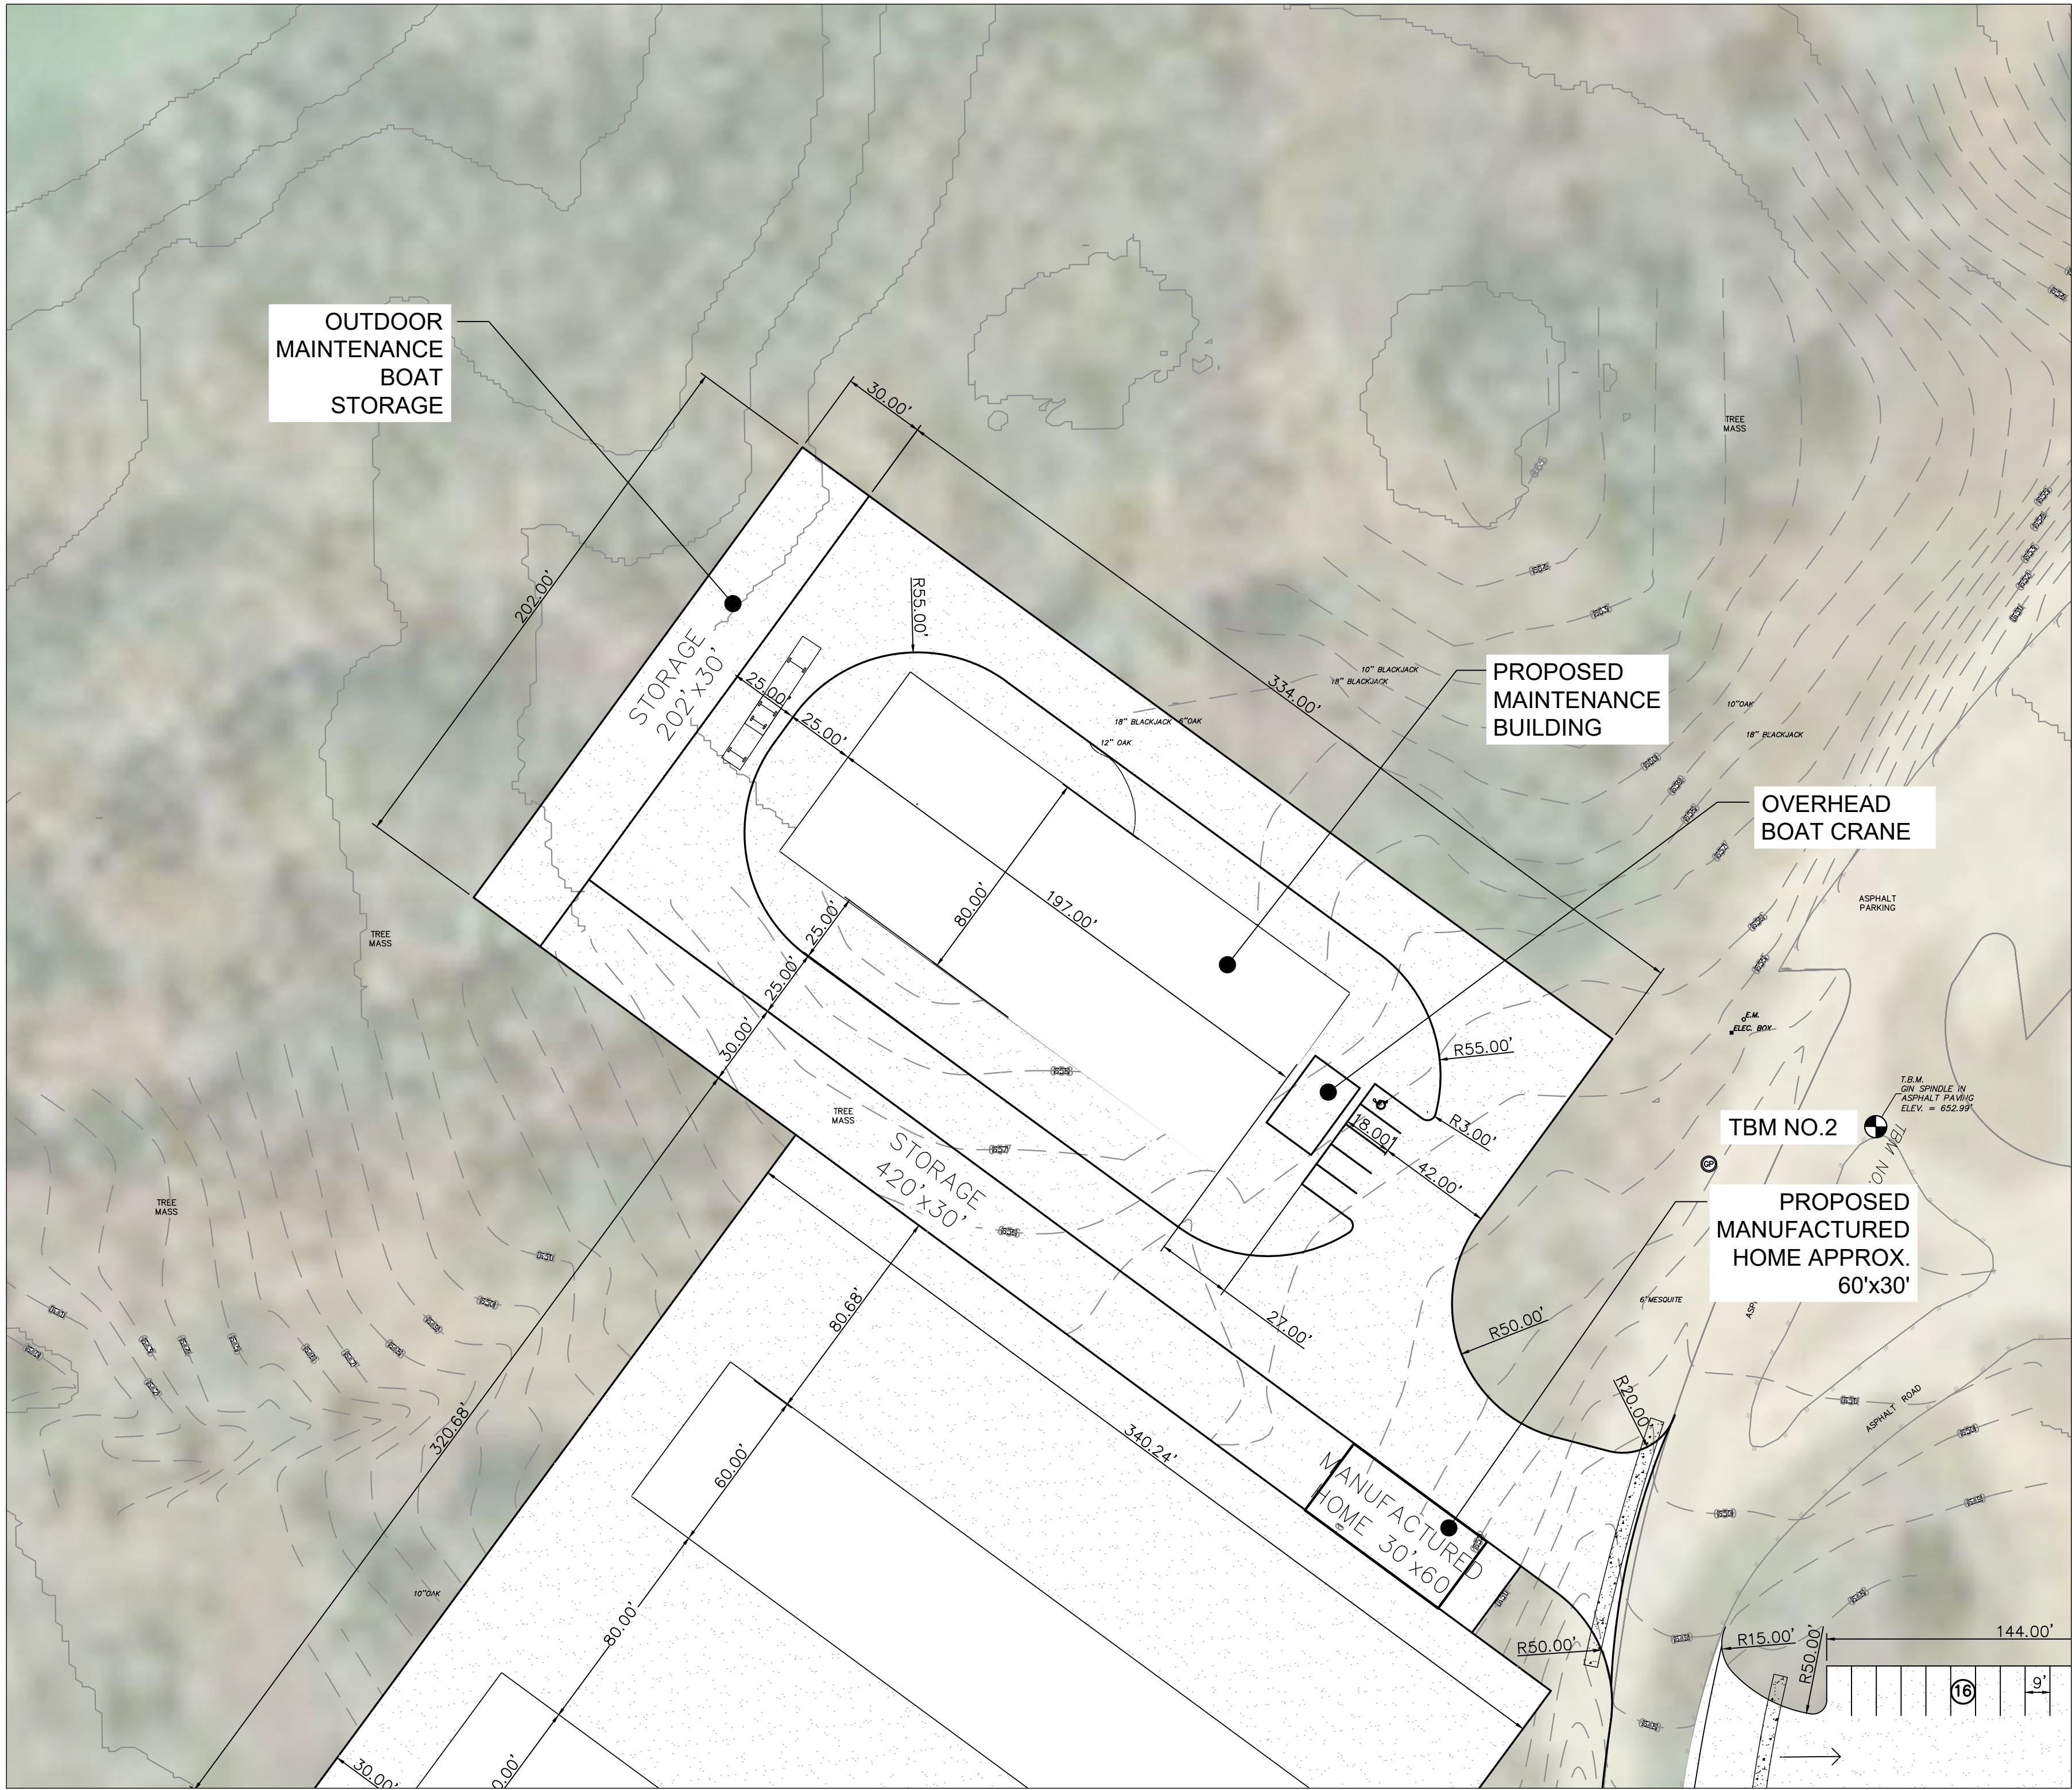 OUTDOOR
MAINTENANCE
BOAT
STORAGE
30.00'
202.00'
334.00'
TREE
MASS
R55.00'
STORAGE
202'x30'
25.00'
25.00'
10" BLACKJACK
18" BLACKJACK
18" BLACKJACK
6"OAK
12" OAK
PROPOSED
MAINTENANCE
BUILDING
10"OAK
18" BLACKJACK
OVERHEAD
BOAT CRANE
80.00'
197.00'
25.00'
25.00'
30.00'
TREE
MASS
ASPHALT
PARKING
E.M.
ELEC. BOX
R55.00'
R3.00'
18.00'
42.00'
T.B.M.
GIN SPINDLE IN
ASPHALT PAVING
ELEV. = 652.99'
TBM NO.2
TBM NO.
GP
TREE
MASS
STORAGE
420'x30'
TREE
MASS
PROPOSED
MANUFACTURED
HOME APPROX.
60'x30'
6"MESQUITE
27.00'
R50.00'
R20.00'
80.68'
320.68'
340.24'
60.00'
80.00'
ASPHALT ROAD
MANUFACTURED
HOME 30'x60'
10"OAK
R50.00'
R15.00'
R50.00'
144.00'
16
9'
30.00'